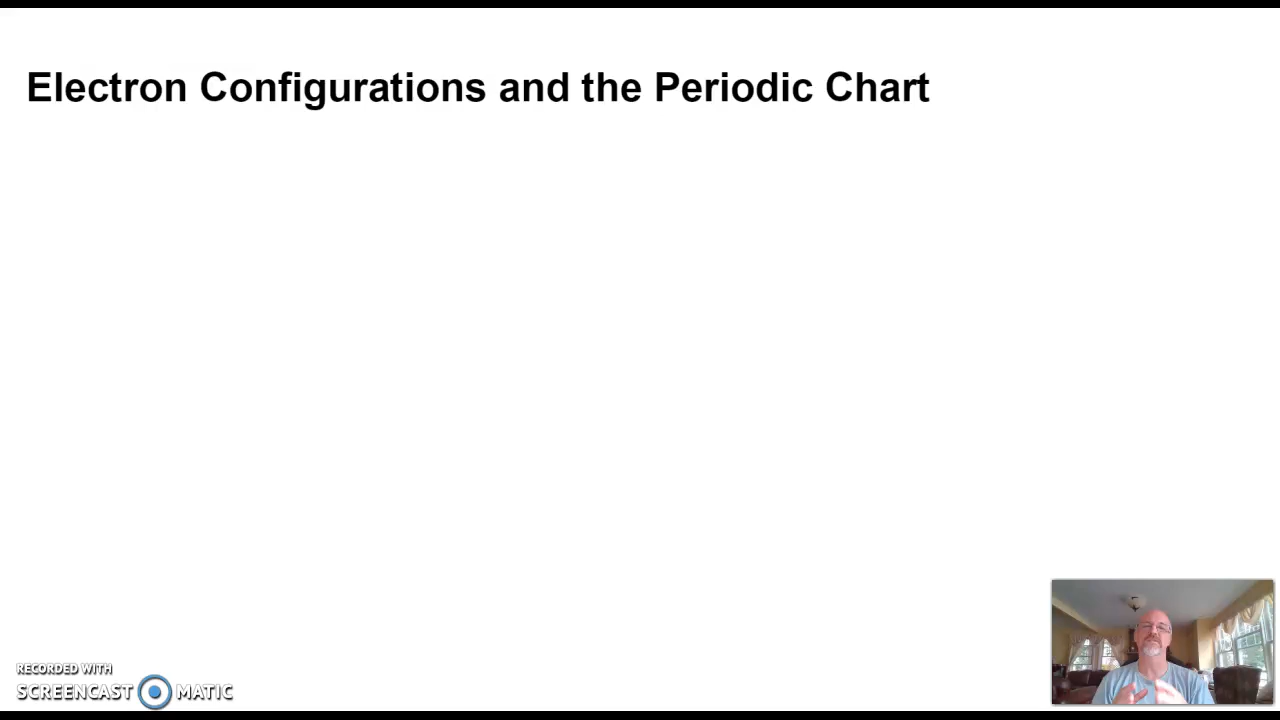 Electron Configurations and the Periodic Chart
RECORDED WITH
SCREENCAST MATIC